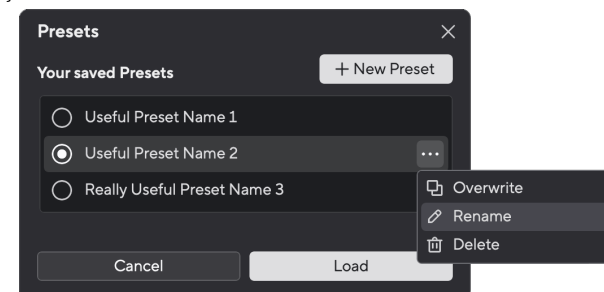 Presets
Your saved Presets
+ New Preset
Useful Preset Name 1
Useful Preset Name 2
Really Useful Preset Name 3
Overwrite
Rename
Delete
Cancel
Load